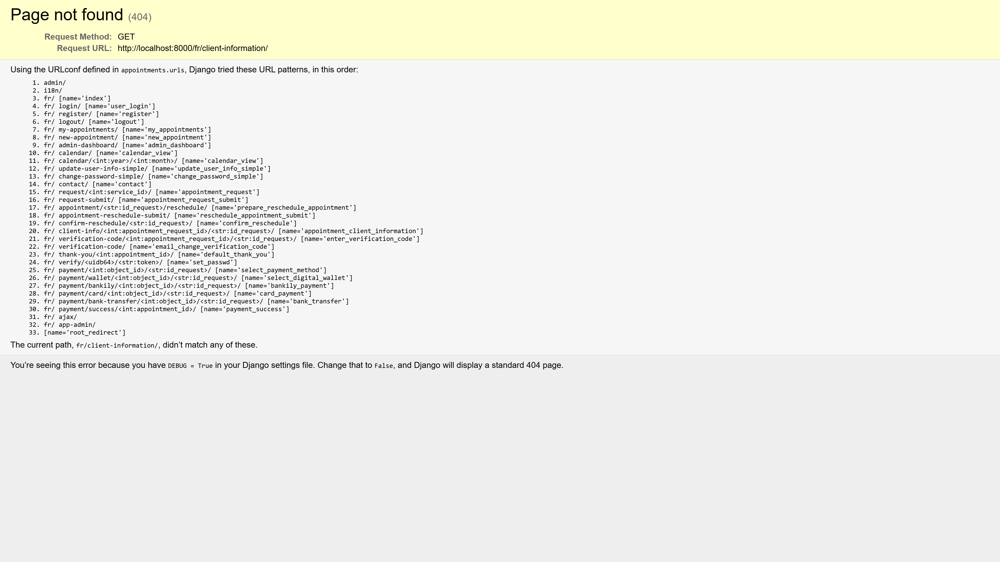 Page not found (404)
Request Method: GET
Request URL: http://localhost:8000/fr/client-information/
Using the URLconf defined in appointments.urls, Django tried these URL patterns, in this order:
1. admin/
2. i18n/
3. fr/ [name='index']
4. fr/ login/ [name='user_login']
5. fr/ register/ [name='register']
6. fr/ logout/ [name='logout']
7. fr/ my-appointments/ [name='my_appointments']
8. fr/ new-appointment/ [name='new_appointment']
9. fr/ admin-dashboard/ [name='admin_dashboard']
10. fr/ calendar/ [name='calendar_view']
11. fr/ calendar/<int:year>/<int:month>/ [name='calendar_view']
12. fr/ update-user-info-simple/ [name='update_user_info_simple']
13. fr/ change-password-simple/ [name='change_password_simple']
14. fr/ contact/ [name='contact']
15. fr/ request/<int:service_id>/ [name='appointment_request']
16. fr/ request-submit/ [name='appointment_request_submit']
17. fr/ appointment/<str:id_request>/reschedule/ [name='prepare_reschedule_appointment']
18. fr/ appointment-reschedule-submit/ [name='reschedule_appointment_submit']
19. fr/ confirm-reschedule/<str:id_request>/ [name='confirm_reschedule']
20. fr/ client-info/<int:appointment_request_id>/<str:id_request>/ [name='appointment_client_information']
21. fr/ verification-code/<int:appointment_request_id>/<str:id_request>/ [name='enter_verification_code']
22. fr/ verification-code/ [name='email_change_verification_code']
23. fr/ thank-you/<int:appointment_id>/ [name='default_thank_you']
24. fr/ verify/<uidb64>/<str:token>/ [name='set_passwd']
25. fr/ payment/<int:object_id>/<str:id_request>/ [name='select_payment_method']
26. fr/ payment/wallet/<int:object_id>/<str:id_request>/ [name='select_digital_wallet']
27. fr/ payment/bankily/<int:object_id>/<str:id_request>/ [name='bankily_payment']
28. fr/ payment/card/<int:object_id>/<str:id_request>/ [name='card_payment']
29. fr/ payment/bank-transfer/<int:object_id>/<str:id_request>/ [name='bank_transfer']
30. fr/ payment/success/<int:appointment_id>/ [name='payment_success']
31. fr/ ajax/
32. fr/ app-admin/
33. [name='root_redirect']
The current path, fr/client-information/, didn’t match any of these.
You’re seeing this error because you have DEBUG = True in your Django settings file. Change that to False, and Django will display a standard 404 page.